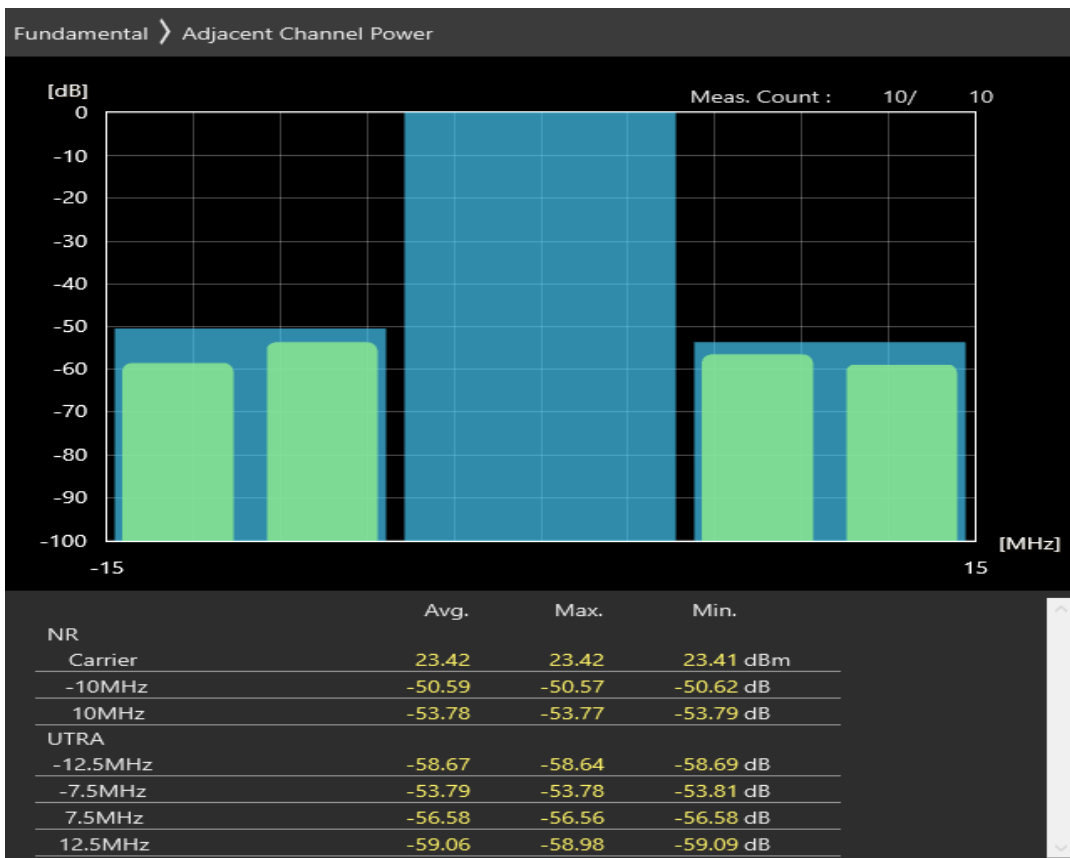 Fundamental 〉 Adjacent Channel Power
[dB]
Meas. Count : 10/ 10
0
-10
-20
-30
-40
-50
-60
-70
-80
-90
-100
[MHz]
-15 15
Avg. Max. Min.
NR
Carrier 23.42 23.42 23.41 dBm
-10MHz -50.59 -50.57 -50.62 dB
10MHz -53.78 -53.77 -53.79 dB
UTRA
-12.5MHz -58.67 -58.64 -58.69 dB
-7.5MHz -53.79 -53.78 -53.81 dB
7.5MHz -56.58 -56.56 -56.58 dB
12.5MHz -59.06 -58.98 -59.09 dB